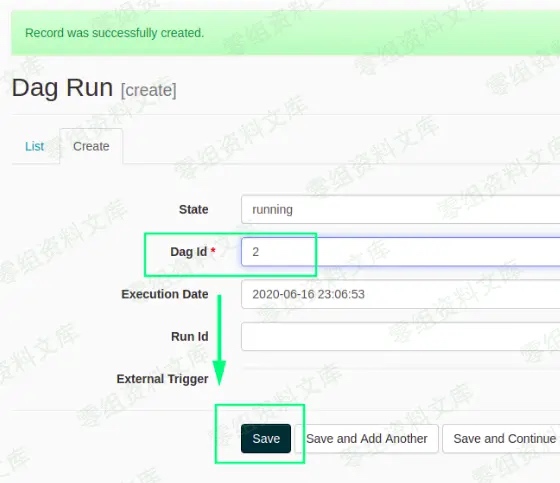 Record was successfully created.
Dag Run [create]
List Create
State running
Dag Id * 2
Execution Date 2020-06-16 23:06:53
Run Id
External Trigger
Save Save and Add Another Save and Continue
零组资料文库